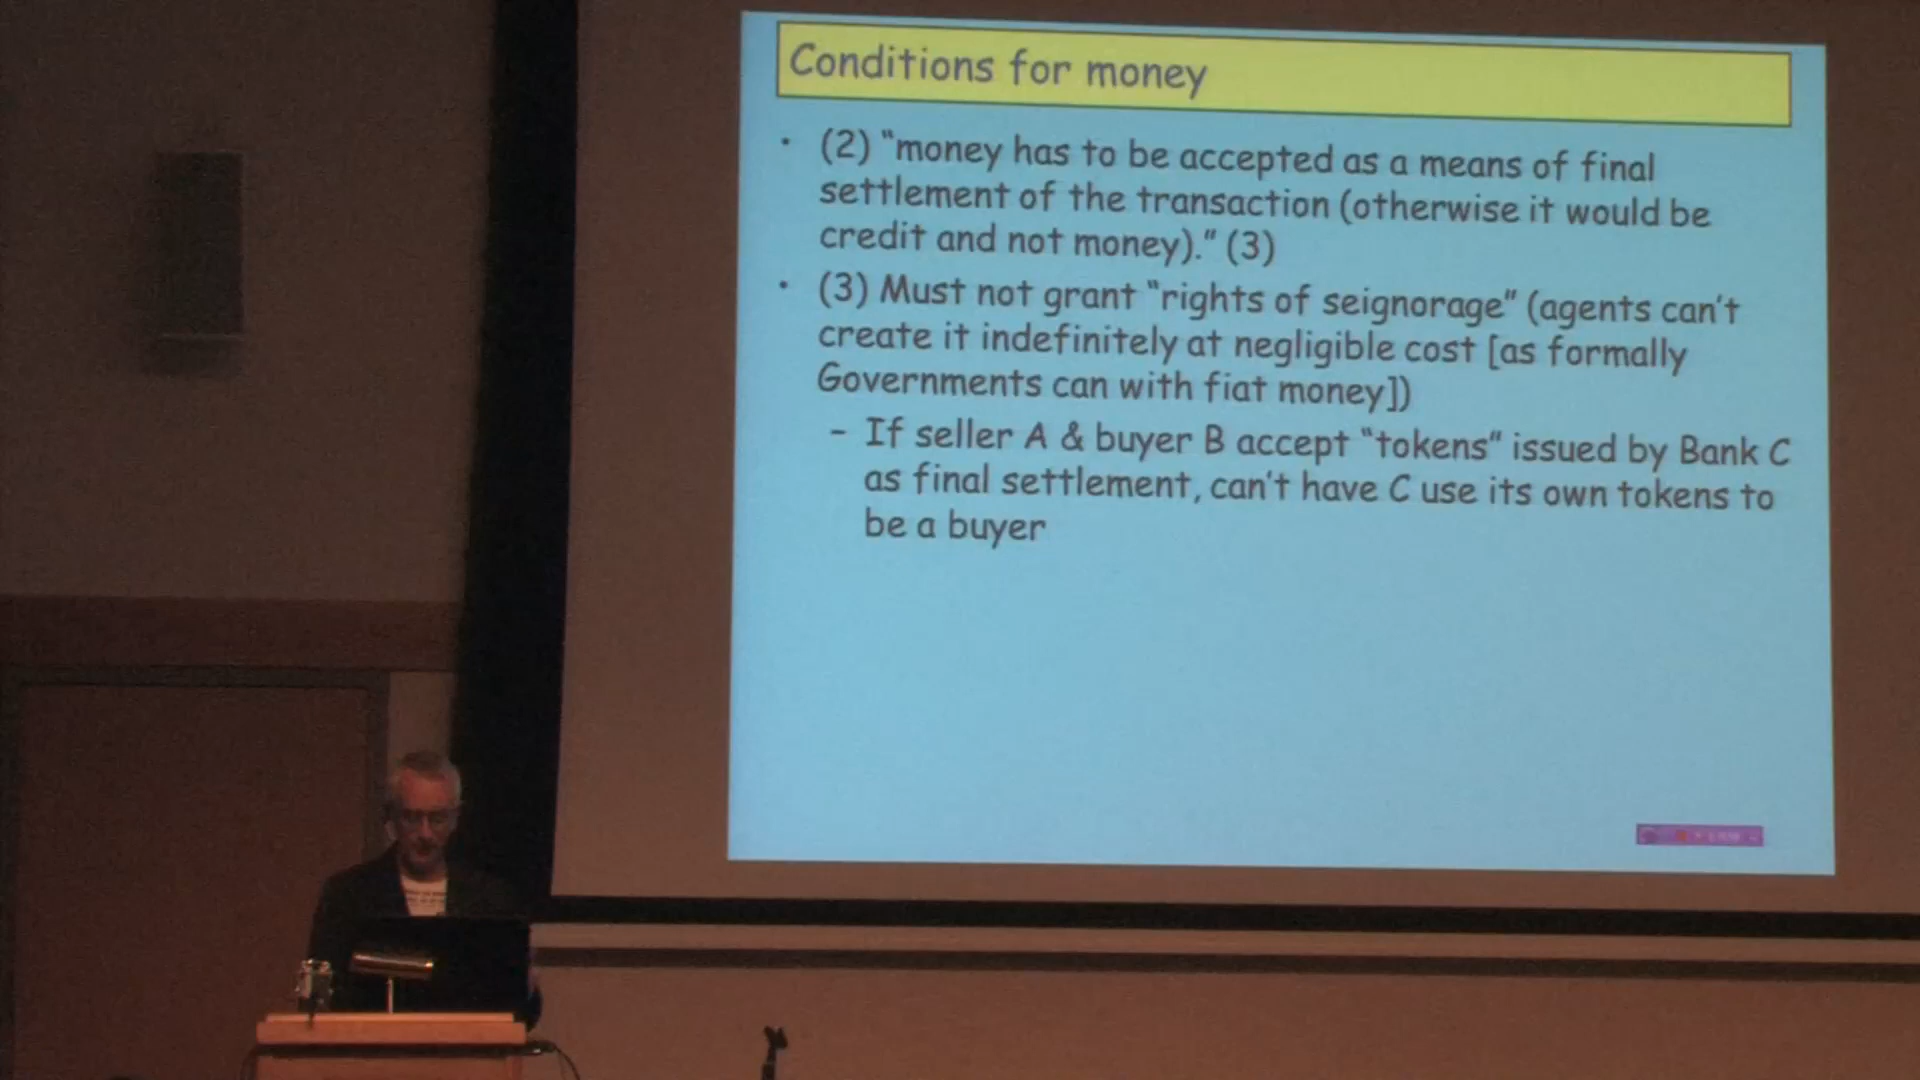 Conditions for money
• (2) "money has to be accepted as a means of final
settlement of the transaction (otherwise it would be
credit and not money)." (3)
• (3) Must not grant "rights of seignorage" (agents can't
create it indefinitely at negligible cost [as formally
Governments can with fiat money])
– If seller A & buyer B accept "tokens" issued by Bank C
as final settlement, can't have C use its own tokens to
be a buyer